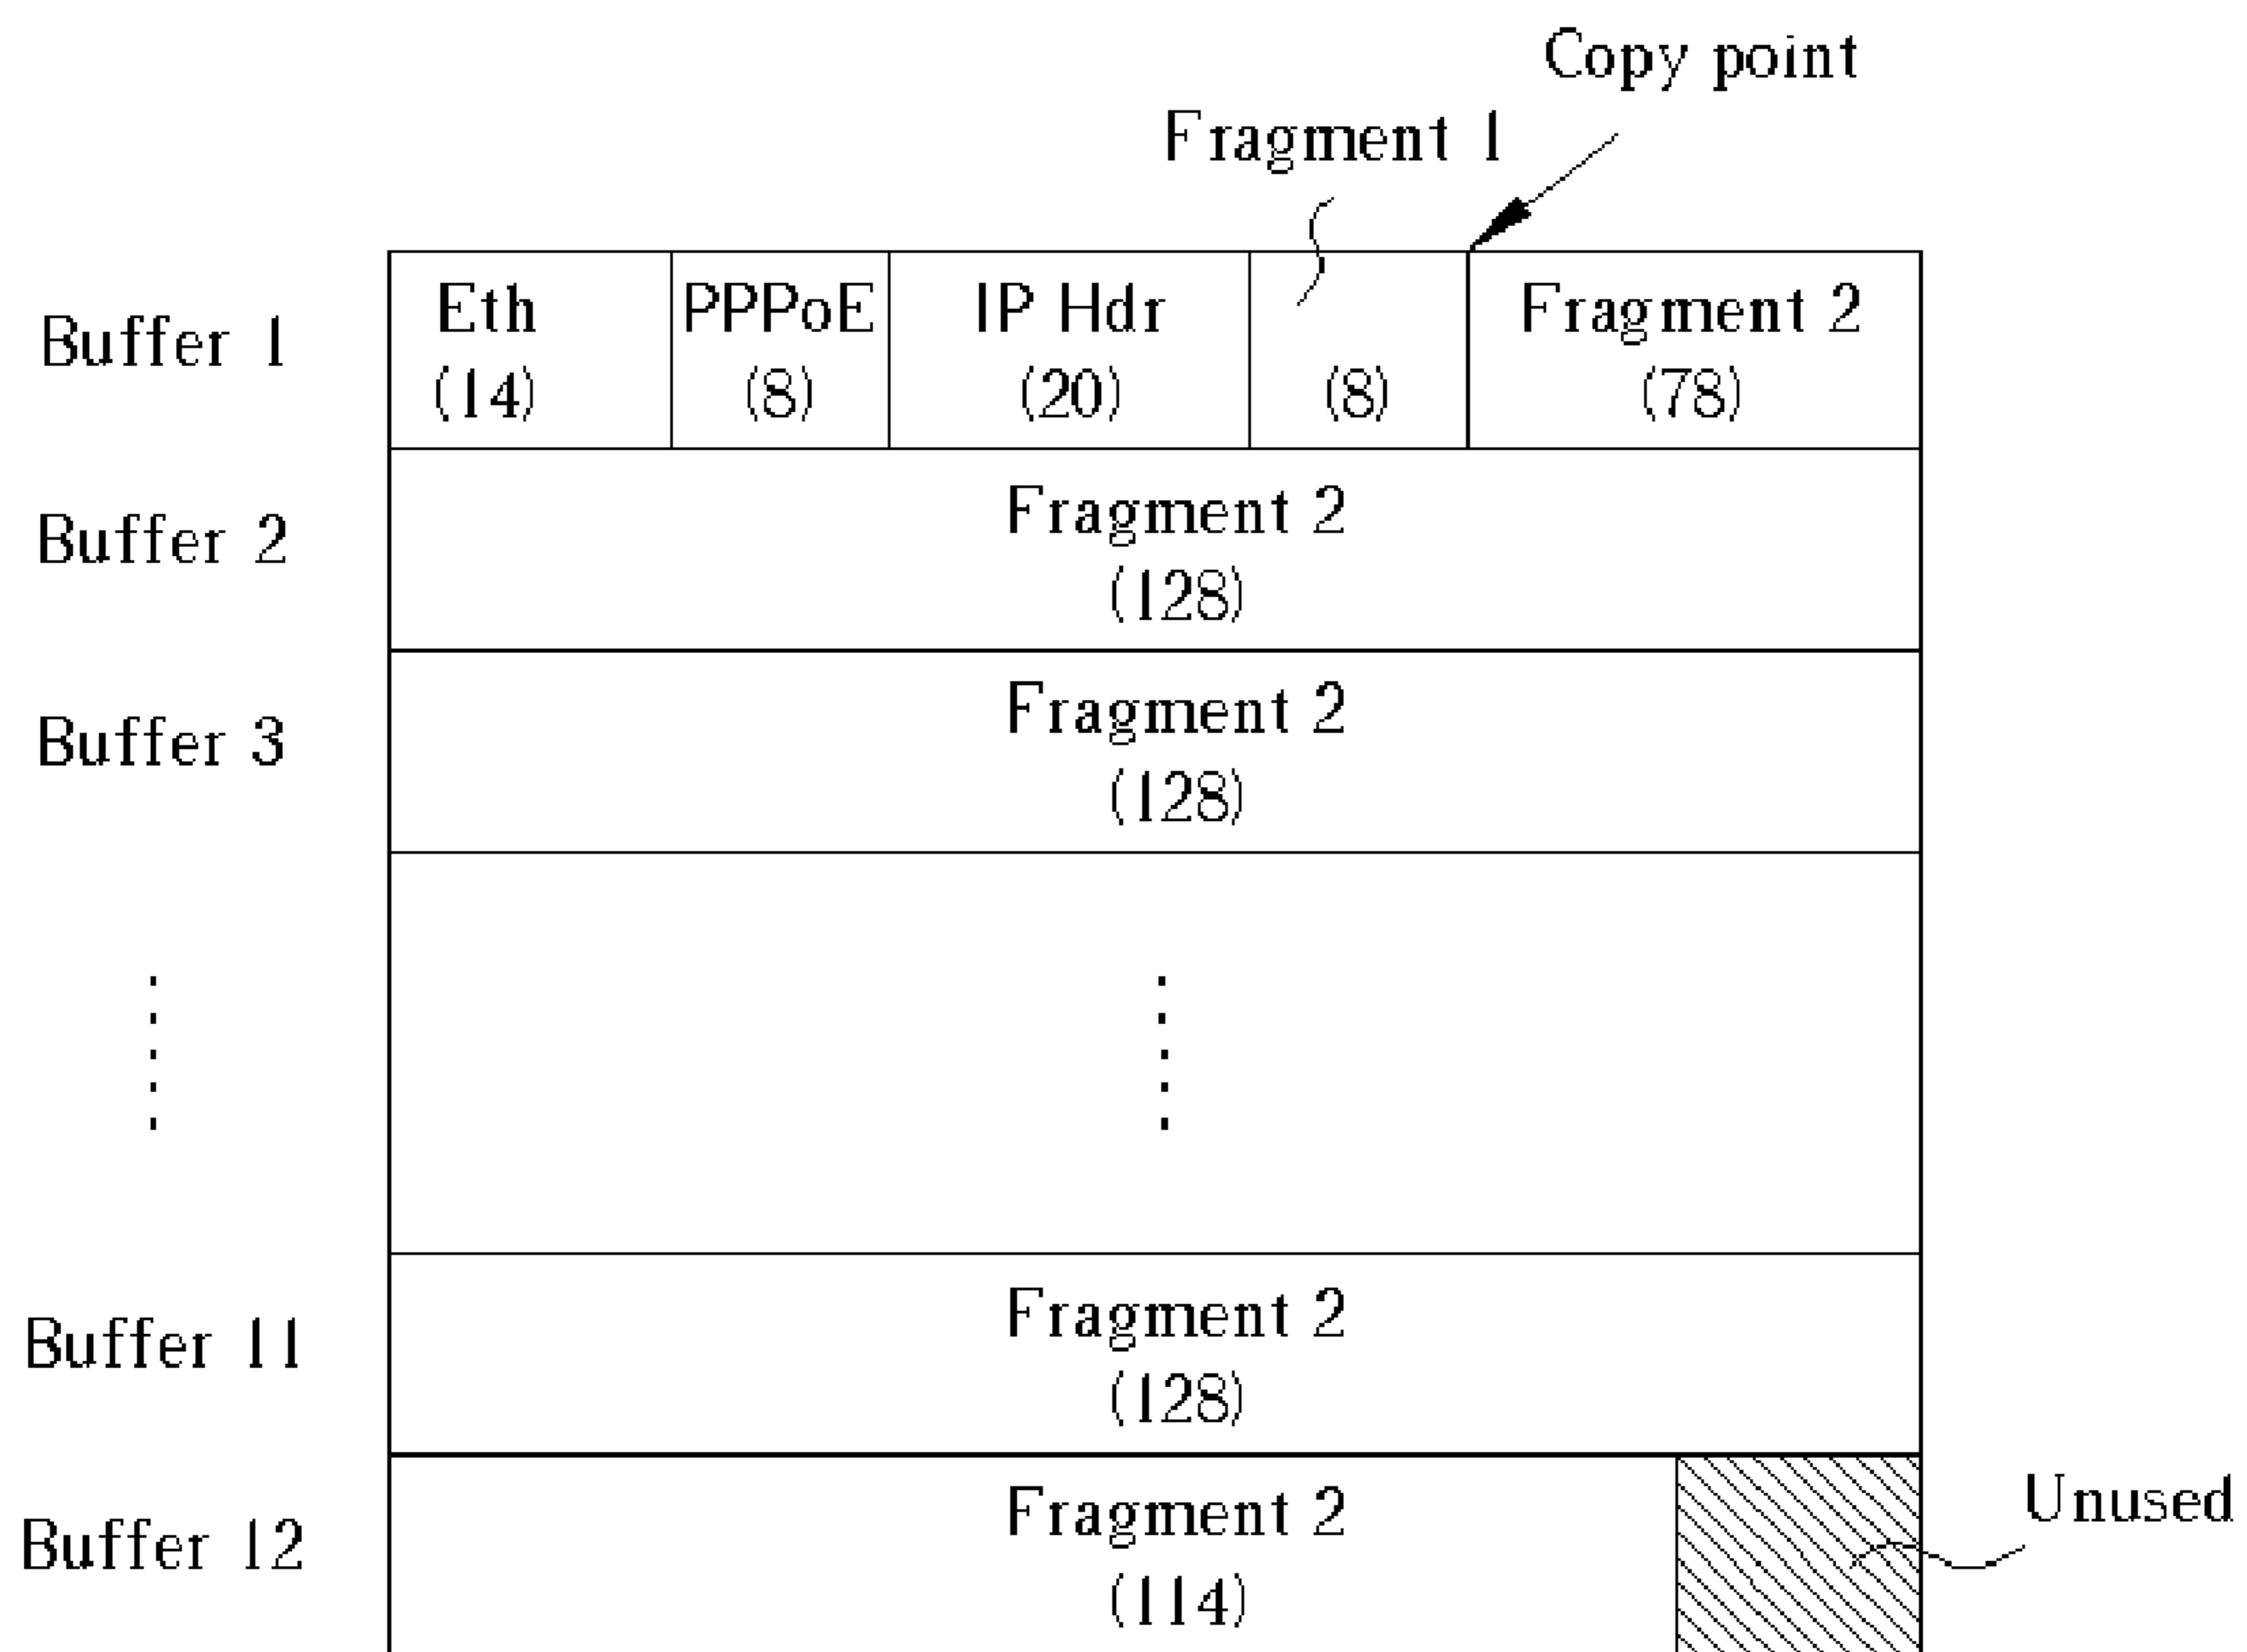 Copy point
Fragment 1
Buffer 1
Eth
(14)
PPPoE
(8)
IP Hdr
(20)
(8)
Fragment 2
(78)
Buffer 2
Fragment 2
(128)
Buffer 3
Fragment 2
(128)
Buffer 11
Fragment 2
(128)
Buffer 12
Fragment 2
(114)
Unused